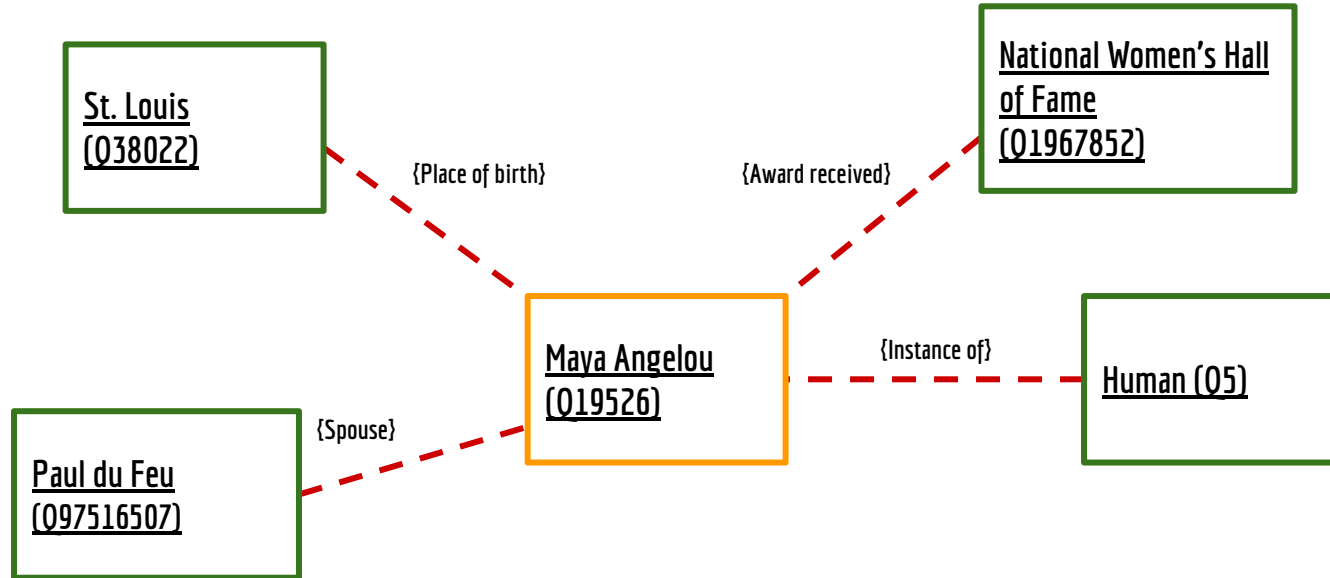 St. Louis
(Q38022)
National Women's Hall
of Fame
(Q1967852)
{Place of birth}
{Award received}
Maya Angelou
(Q19526)
{Instance of}
Human (Q5)
{Spouse}
Paul du Feu
(Q97516507)